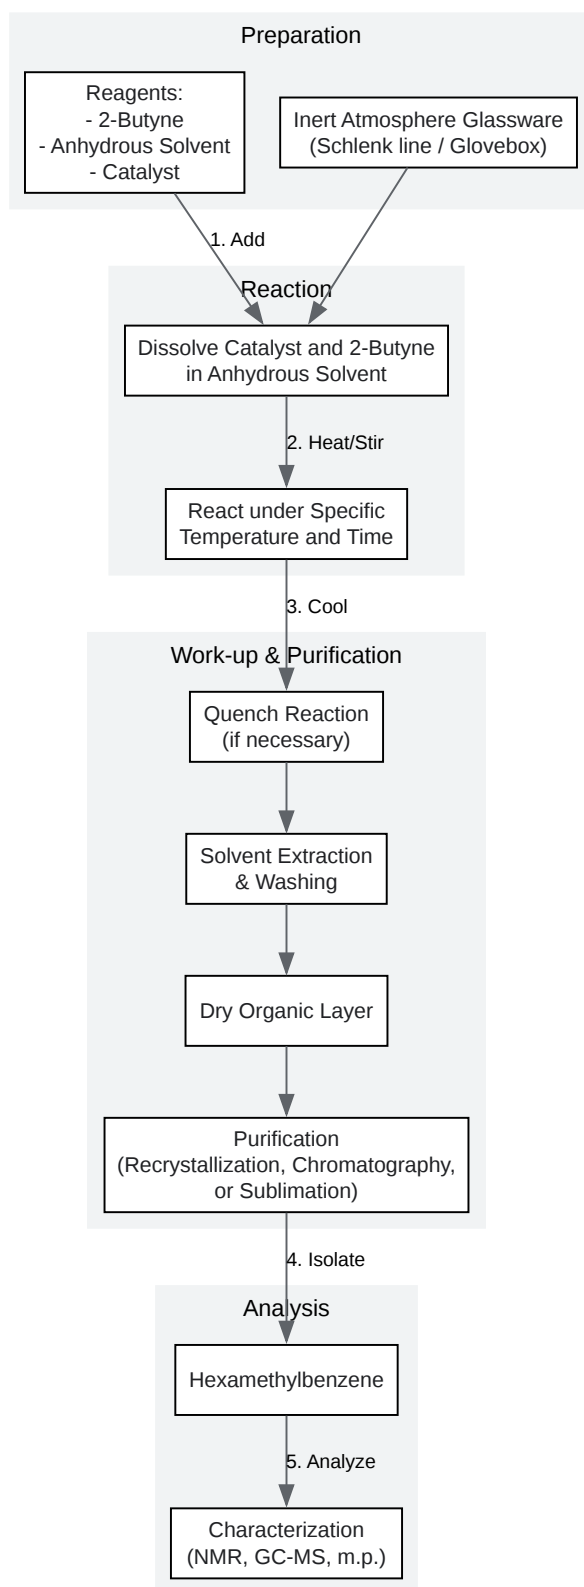 Preparation
Reagents:
- 2-Butyne
- Anhydrous Solvent
- Catalyst
Inert Atmosphere Glassware
(Schlenk line / Glovebox)
1. Add
Reaction
Dissolve Catalyst and 2-Butyne
in Anhydrous Solvent
2. Heat/Stir
React under Specific
Temperature and Time
3. Cool
Work-up & Purification
Quench Reaction
(if necessary)
Solvent Extraction
& Washing
Dry Organic Layer
Purification
(Recrystallization, Chromatography,
or Sublimation)
4. Isolate
Analysis
Hexamethylbenzene
5. Analyze
Characterization
(NMR, GC-MS, m.p.)